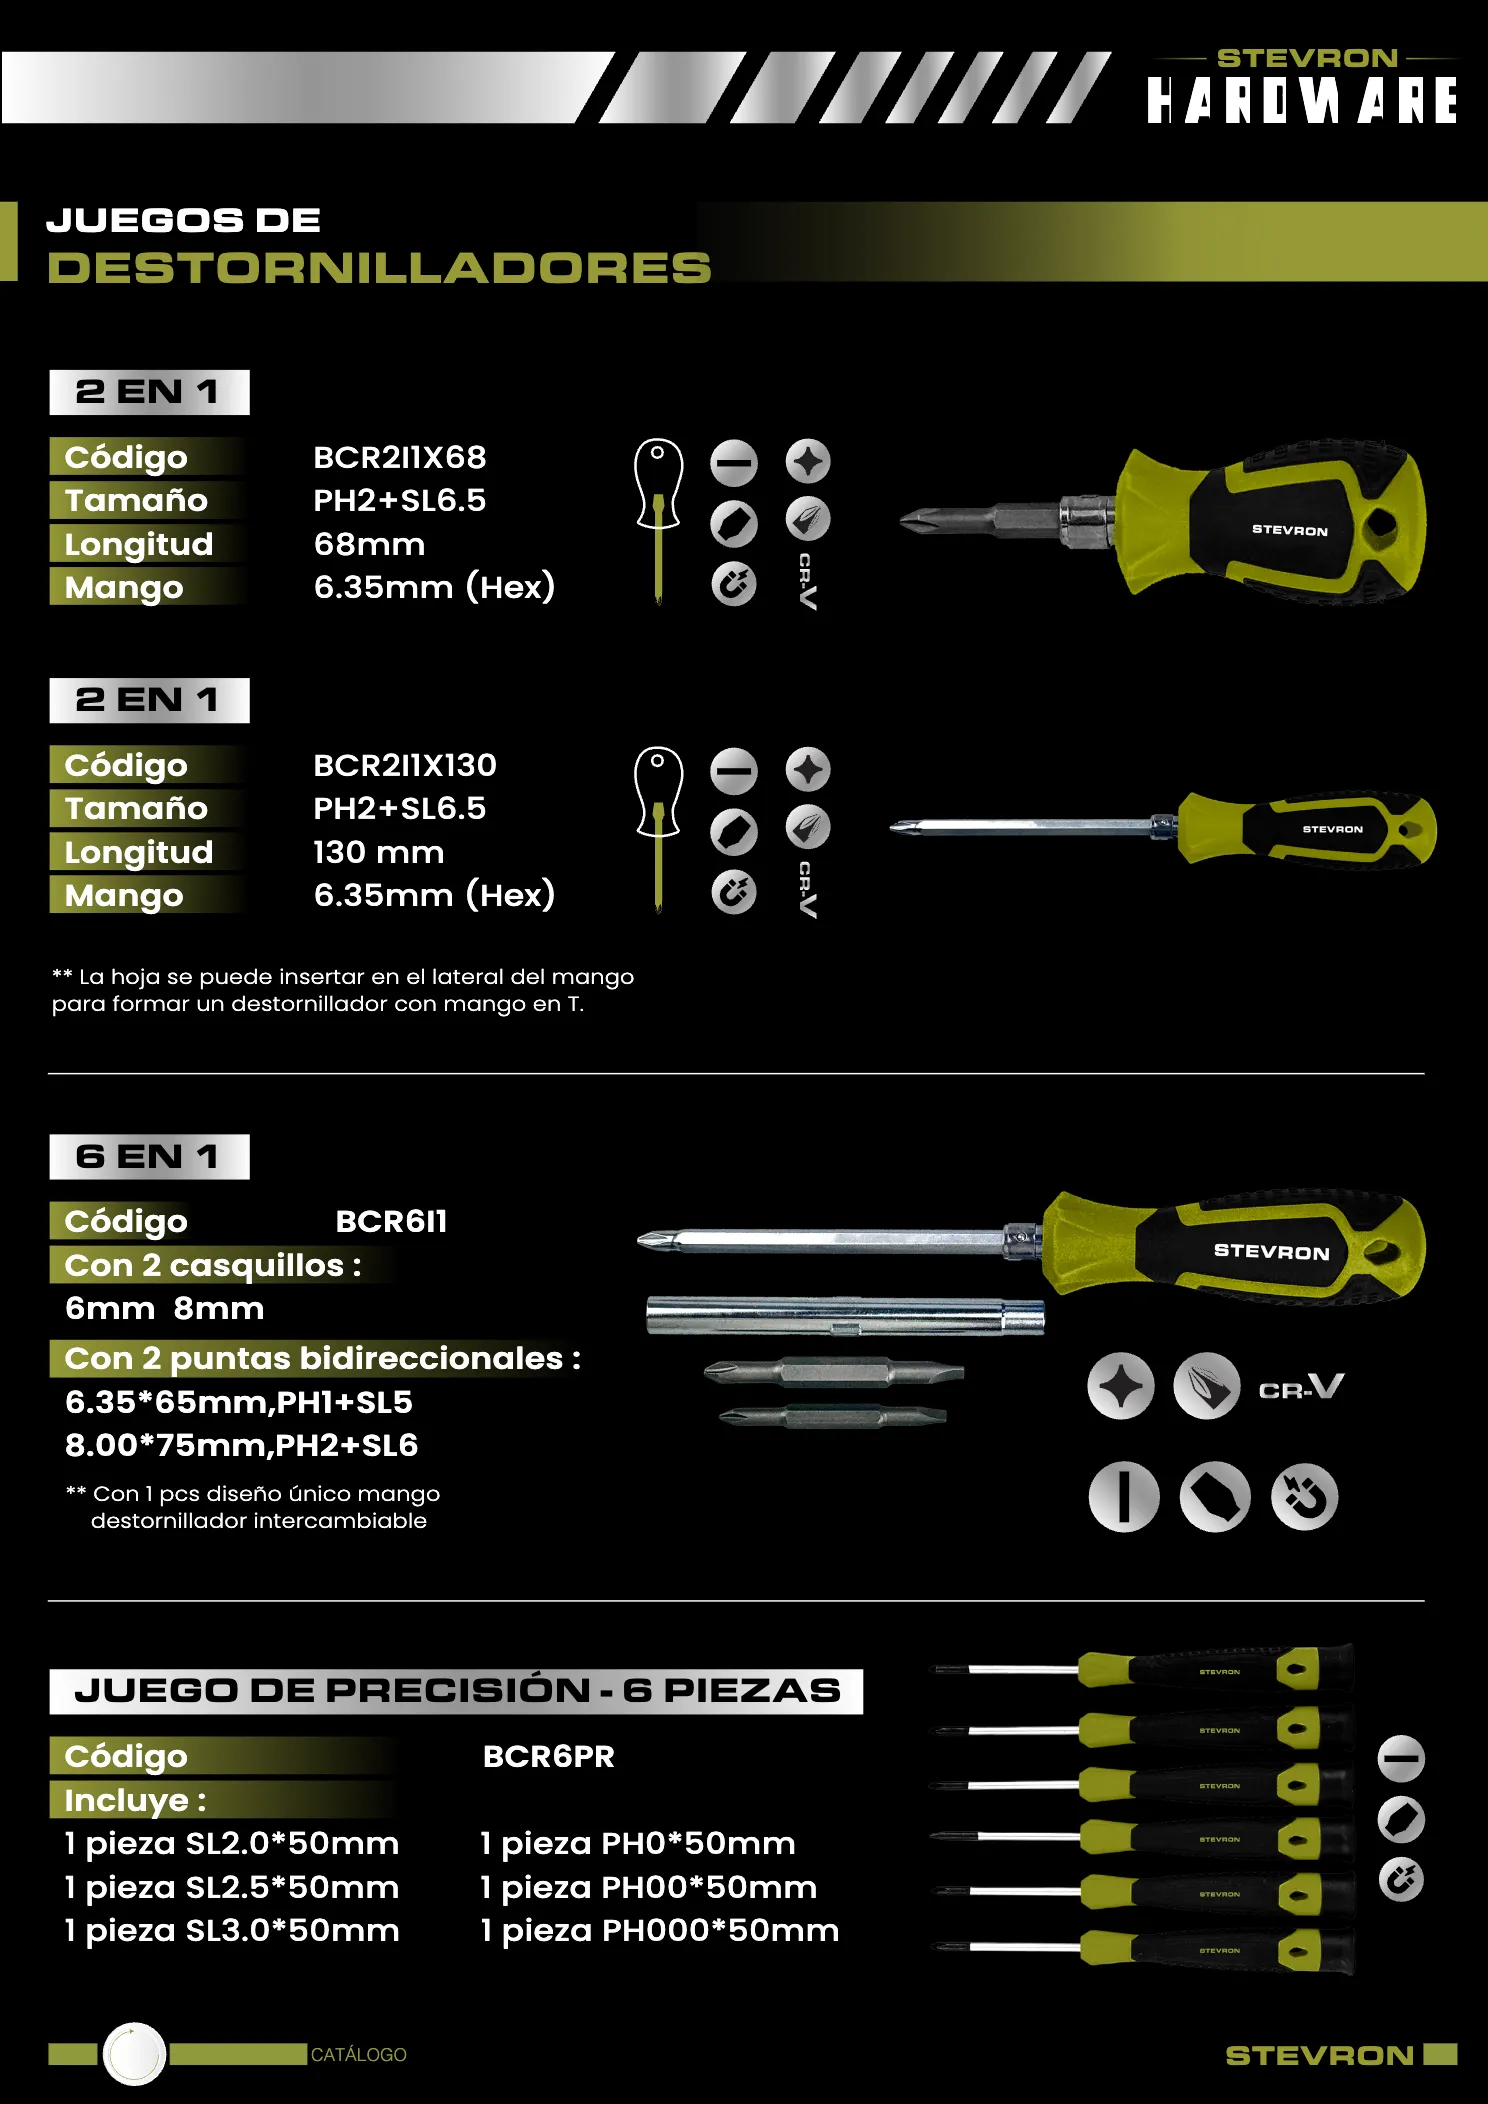 STEVRON
HARDWARE
JUEGOS DE
DESTORNILLADORES
2 EN 1
Código BCR2I1X68
Tamaño PH2+SL6.5
Longitud 68mm
Mango 6.35mm (Hex)
CR-V
STEVRON
2 EN 1
Código BCR2I1X130
Tamaño PH2+SL6.5
Longitud 130 mm
Mango 6.35mm (Hex)
CR-V
STEVRON
** La hoja se puede insertar en el lateral del mango
para formar un destornillador con mango en T.
6 EN 1
Código BCR6I1
Con 2 casquillos :
6mm 8mm
Con 2 puntas bidireccionales :
6.35*65mm,PH1+SL5
8.00*75mm,PH2+SL6
** Con 1 pcs diseño único mango
destornillador intercambiable
STEVRON
CR-V
JUEGO DE PRECISIÓN - 6 PIEZAS
Código BCR6PR
Incluye :
1 pieza SL2.0*50mm 1 pieza PH0*50mm
1 pieza SL2.5*50mm 1 pieza PH00*50mm
1 pieza SL3.0*50mm 1 pieza PH000*50mm
STEVRON
STEVRON
STEVRON
STEVRON
STEVRON
STEVRON
CATÁLOGO
STEVRON